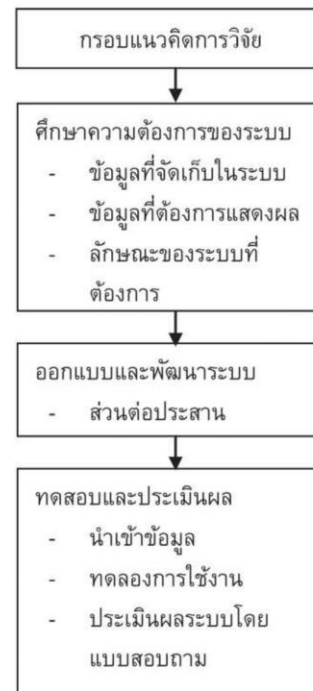 กรอบแนวคิดการวิจัย
ศึกษาความต้องการของระบบ
- ข้อมูลที่จัดเก็บในระบบ
- ข้อมูลที่ต้องการแสดงผล
- ลักษณะของระบบที่
ต้องการ
ออกแบบและพัฒนาระบบ
- ส่วนต่อประสาน
ทดสอบและประเมินผล
- นำเข้าข้อมูล
- ทดลองการใช้งาน
- ประเมินผลระบบโดย
แบบสอบถาม